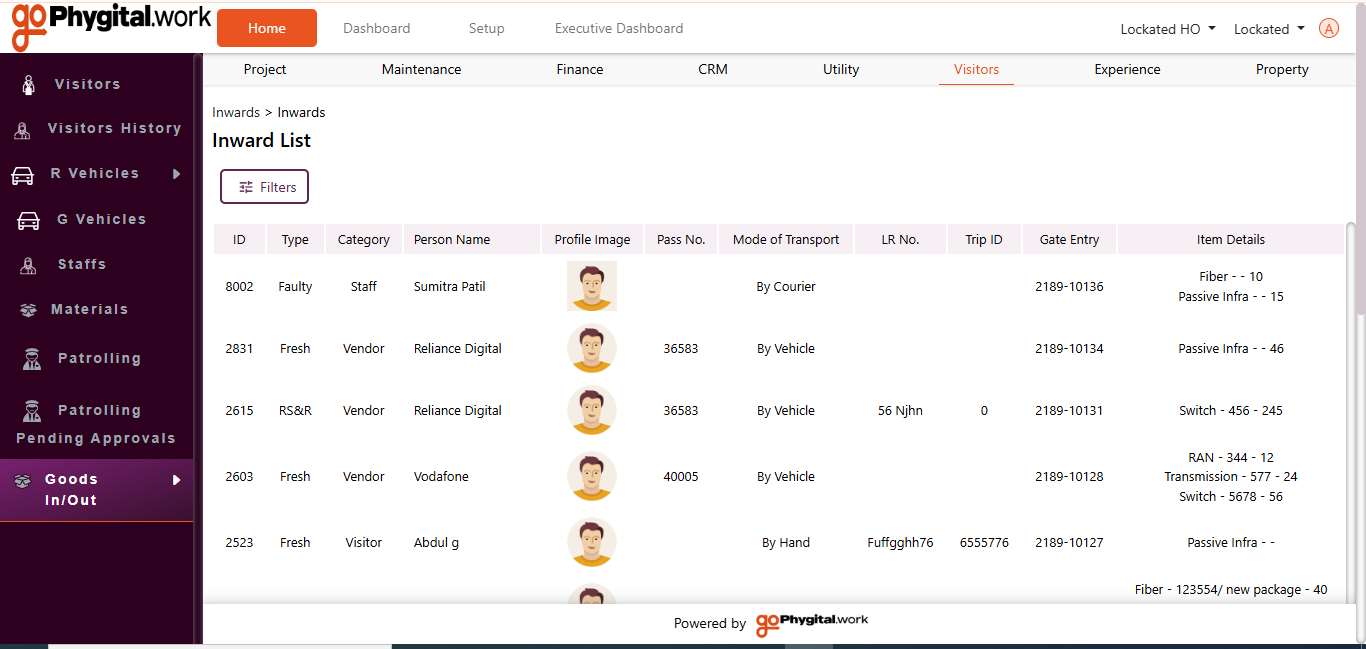 goPhygital.work Home Dashboard Setup Executive Dashboard Lockated HO Lockated A
Project Maintenance Finance CRM Utility Visitors Experience Property
Visitors
Visitors History
R Vehicles
G Vehicles
Staffs
Materials
Patrolling
Patrolling
Pending Approvals
Goods
In/Out
Inwards > Inwards
Inward List
Filters
ID Type Category Person Name Profile Image Pass No. Mode of Transport LR No. Trip ID Gate Entry Item Details
8002 Faulty Staff Sumitra Patil By Courier 2189-10136 Fiber - - 10
Passive Infra - - 15
2831 Fresh Vendor Reliance Digital 36583 By Vehicle 2189-10134 Passive Infra - - 46
2615 RS&R Vendor Reliance Digital 36583 By Vehicle 56 Njhn 0 2189-10131 Switch - 456 - 245
RAN - 344 - 12
2603 Fresh Vendor Vodafone 40005 By Vehicle 2189-10128 Transmission - 577 - 24
Switch - 5678 - 56
2523 Fresh Visitor Abdul g By Hand Fuffgghh76 6555776 2189-10127 Passive Infra - -
Fiber - 123554/ new package - 40
Powered by goPhygital.work